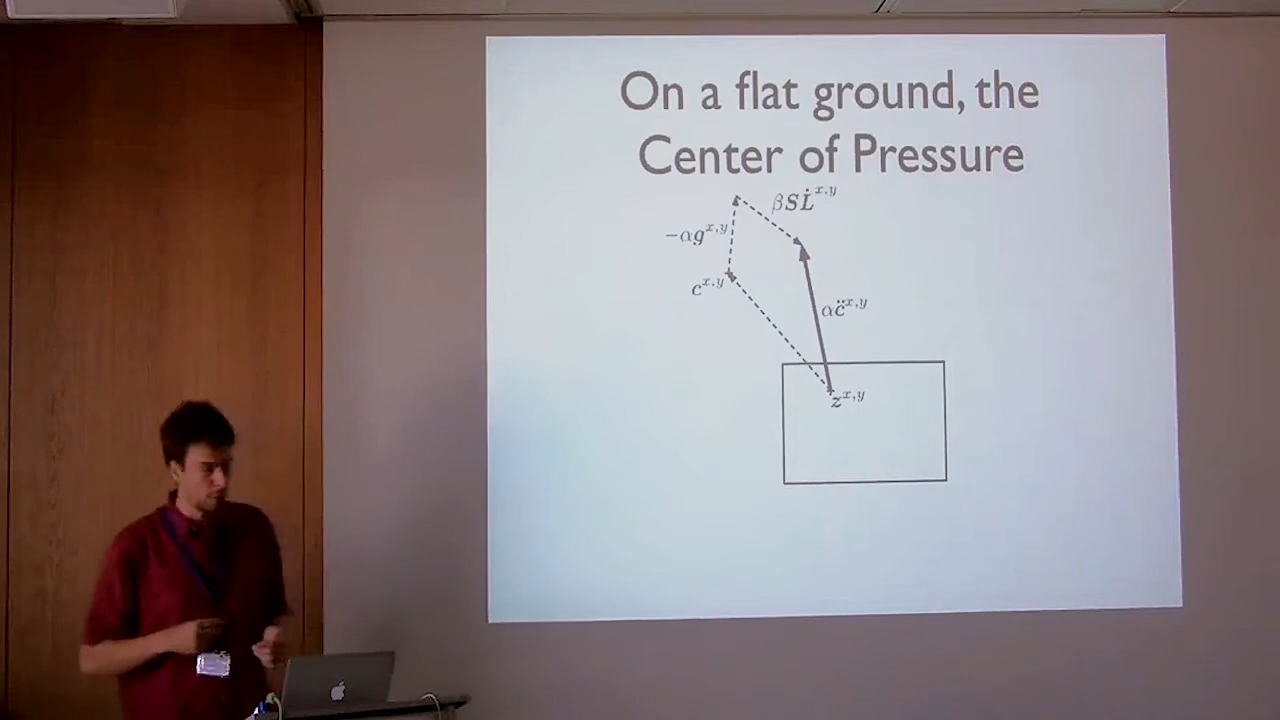 On a flat ground, the
Center of Pressure
βSL̇^{x,y}
−αg^{x,y}
c^{x,y}
αc̈^{x,y}
z^{x,y}